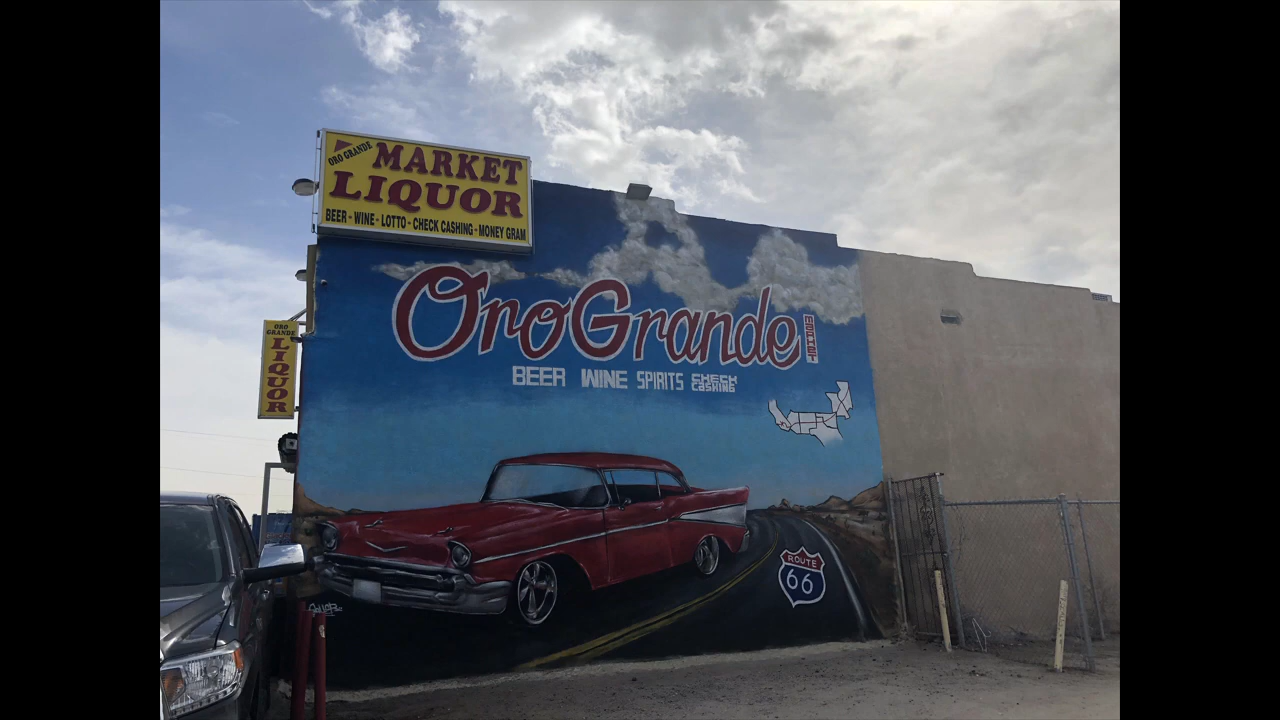 ORO GRANDE
MARKET
LIQUOR
BEER - WINE - LOTTO - CHECK CASHING - MONEY GRAM
OroGrande
MARKET
BEER WINE SPIRITS CHECK CASHING
ORO
GRANDE
LIQUOR
ROUTE
66